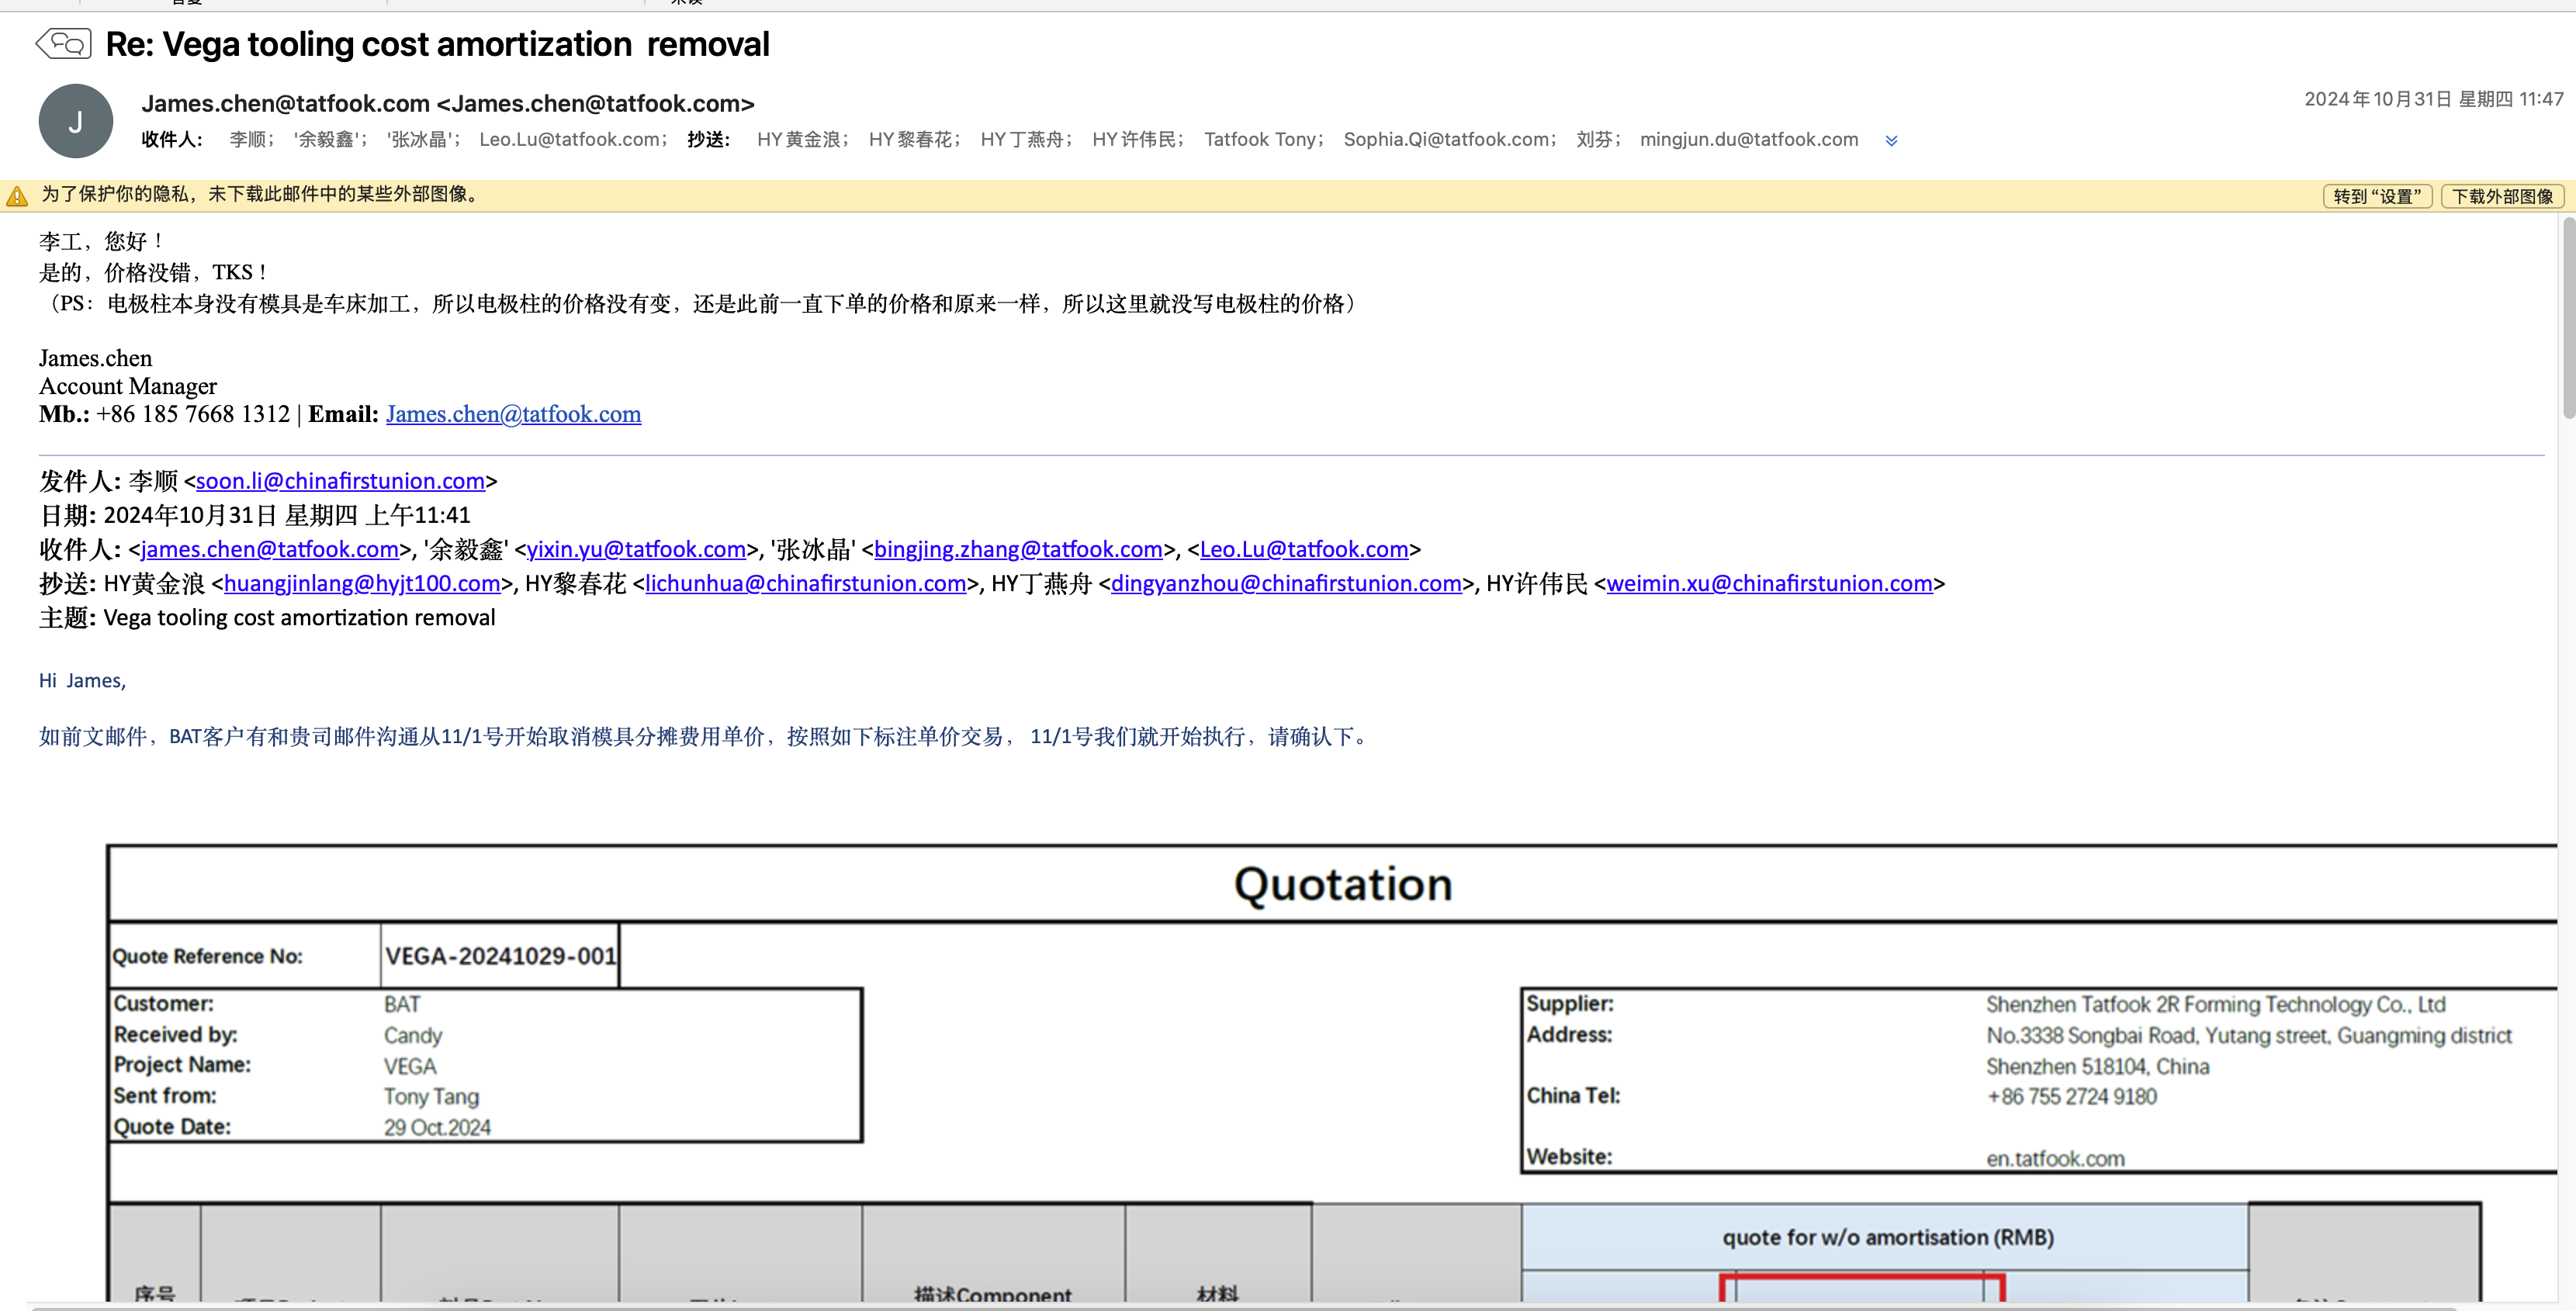 Re: Vega tooling cost amortization removal
James.chen@tatfook.com <James.chen@tatfook.com>
2024年10月31日 星期四 11:47
J
收件人: 李顺; '余毅鑫'; '张冰晶'; Leo.Lu@tatfook.com; 抄送: HY黄金浪; HY黎春花; HY丁燕舟; HY许伟民; Tatfook Tony; Sophia.Qi@tatfook.com; 刘芬; mingjun.du@tatfook.com
为了保护你的隐私，未下载此邮件中的某些外部图像。 转到“设置” 下载外部图像
李工，您好！
是的，价格没错，TKS！
（PS：电极柱本身没有模具是车床加工，所以电极柱的价格没有变，还是此前一直下单的价格和原来一样，所以这里就没写电极柱的价格）
James.chen
Account Manager
Mb.: +86 185 7668 1312 | Email: James.chen@tatfook.com
发件人: 李顺 <soon.li@chinafirstunion.com>
日期: 2024年10月31日 星期四 上午11:41
收件人: <james.chen@tatfook.com>, '余毅鑫' <yixin.yu@tatfook.com>, '张冰晶' <bingjing.zhang@tatfook.com>, <Leo.Lu@tatfook.com>
抄送: HY黄金浪 <huangjinlang@hyjt100.com>, HY黎春花 <lichunhua@chinafirstunion.com>, HY丁燕舟 <dingyanzhou@chinafirstunion.com>, HY许伟民 <weimin.xu@chinafirstunion.com>
主题: Vega tooling cost amortization removal
Hi James,
如前文邮件，BAT客户有和贵司邮件沟通从11/1号开始取消模具分摊费用单价，按照如下标注单价交易， 11/1号我们就开始执行，请确认下。
Quotation
Quote Reference No: VEGA-20241029-001
Customer: BAT
Received by: Candy
Project Name: VEGA
Sent from: Tony Tang
Quote Date: 29 Oct.2024
Supplier: Shenzhen Tatfook 2R Forming Technology Co., Ltd
Address: No.3338 Songbai Road, Yutang street, Guangming district
Shenzhen 518104, China
China Tel: +86 755 2724 9180
Website: en.tatfook.com
quote for w/o amortisation (RMB)
序号 描述Component 材料